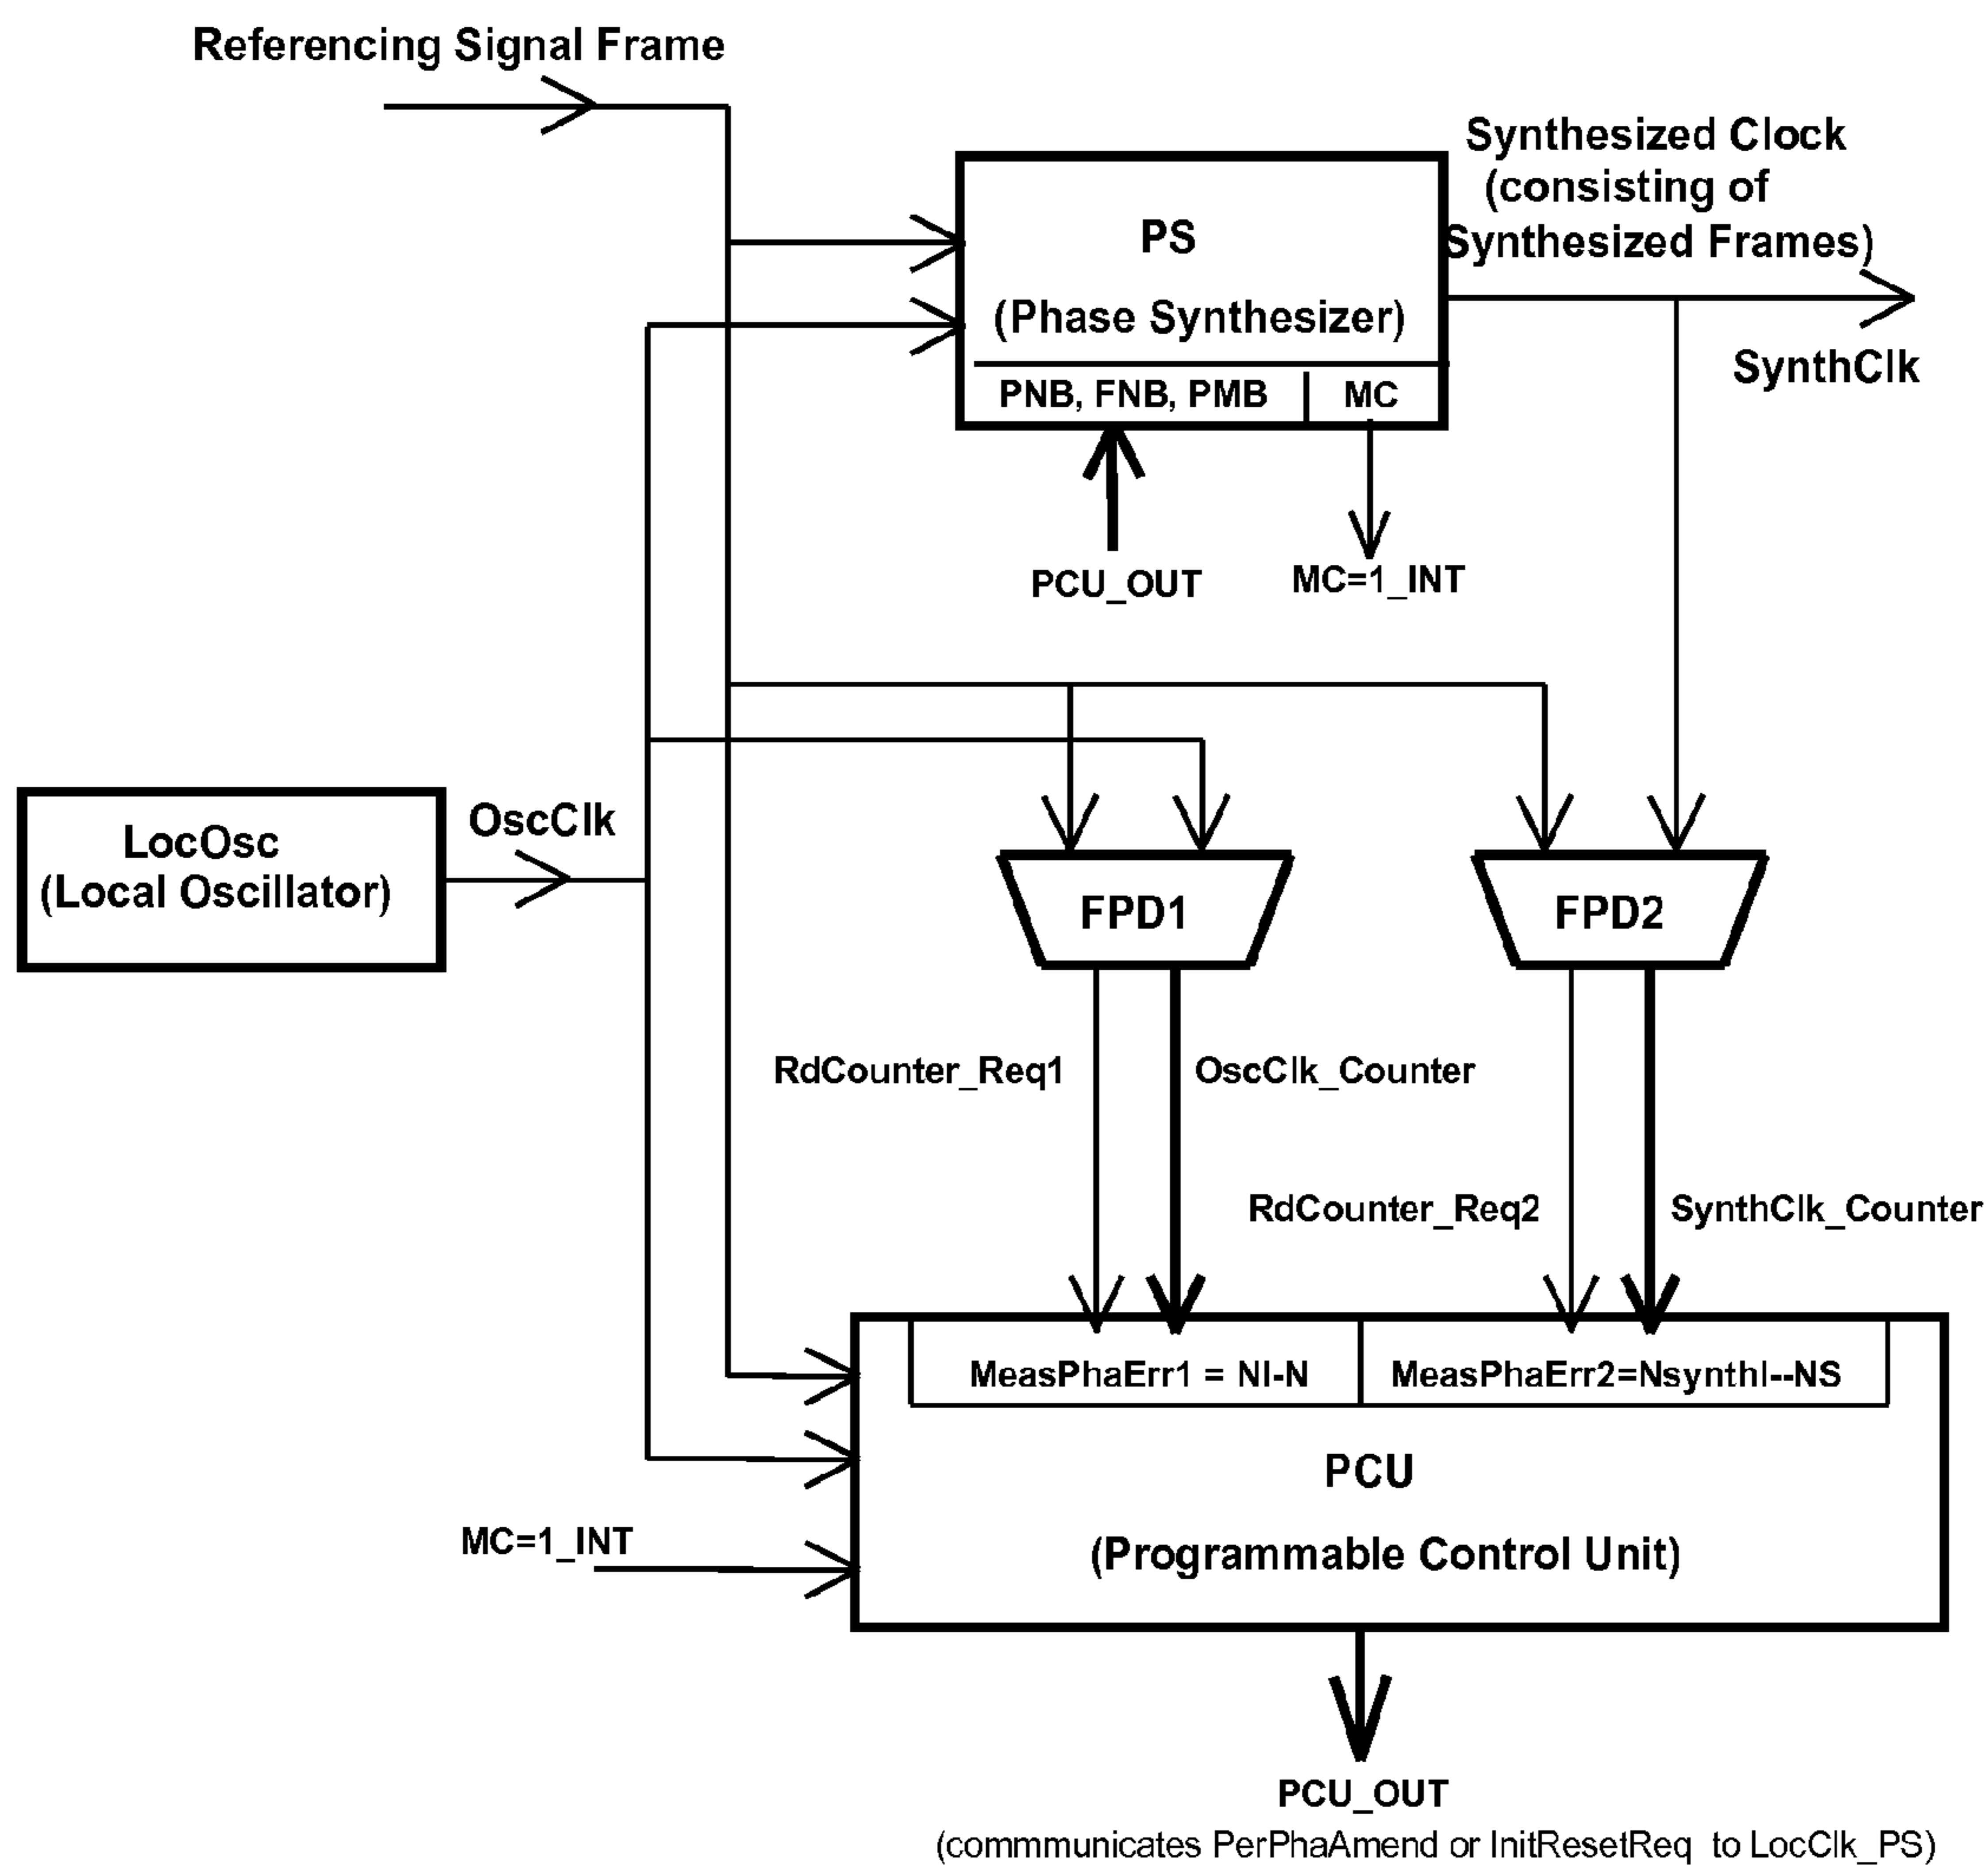 Referencing Signal Frame
Synthesized Clock
(consisting of
Synthesized Frames)
PS
(Phase Synthesizer)
SynthClk
PNB, FNB, PMB
MC
PCU_OUT
MC=1_INT
OscClk
LocOsc
(Local Oscillator)
FPD1
FPD2
RdCounter_Req1
OscClk_Counter
RdCounter_Req2
SynthClk_Counter
MeasPhaErr1 = NI-N
MeasPhaErr2=NsynthI--NS
PCU
(Programmable Control Unit)
MC=1_INT
PCU_OUT
(commmunicates PerPhaAmend or InitResetReq to LocClk_PS)